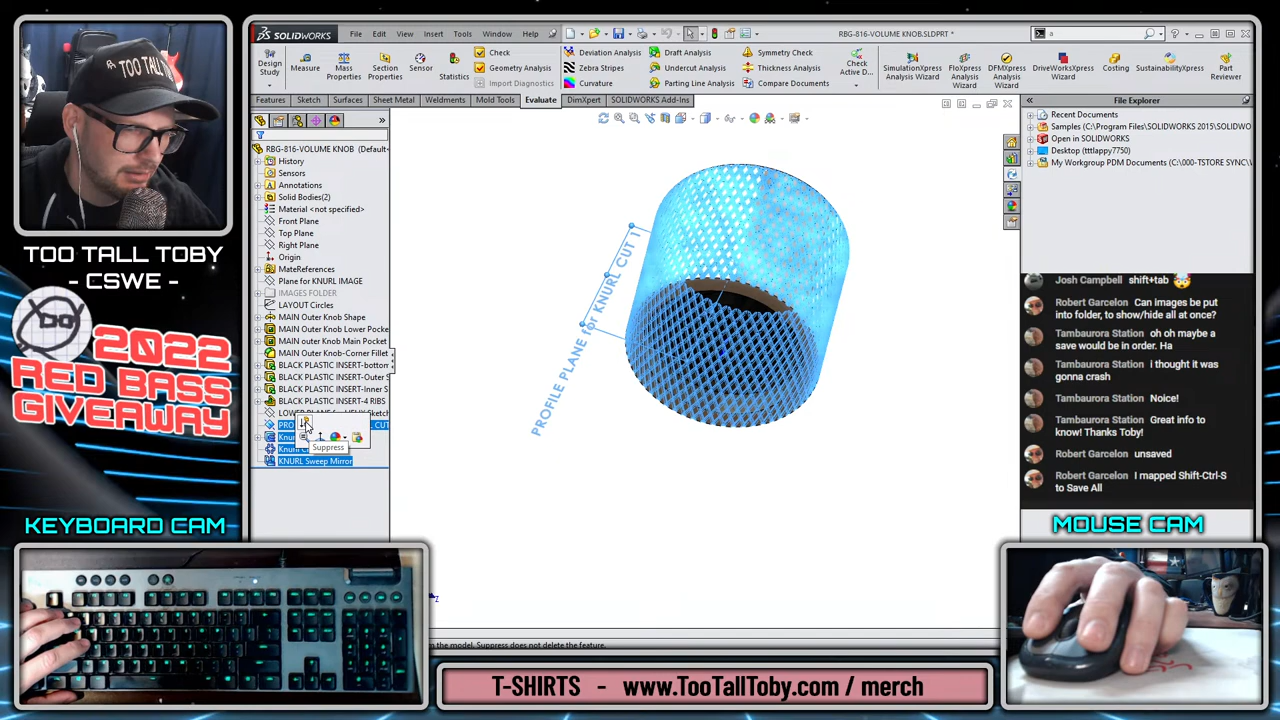 TOO TALL TOBY
TOO TALL TOBY
- CSWE -
2022
RED BASS
GIVEAWAY
KEYBOARD CAM
SOLIDWORKS
File
Edit
View
Insert
Tools
Window
Help
RBG-816-VOLUME KNOB.SLDPRT *
a
Design Study
Measure
Mass Properties
Section Properties
Sensor
Statistics
Check
Geometry Analysis
Import Diagnostics
Deviation Analysis
Zebra Stripes
Curvature
Draft Analysis
Undercut Analysis
Parting Line Analysis
Symmetry Check
Thickness Analysis
Compare Documents
Check Active D...
SimulationXpress Analysis Wizard
FloXpress Analysis Wizard
DFMXpress Analysis Wizard
DriveWorksXpress Wizard
Costing
SustainabilityXpress
Part Reviewer
Features
Sketch
Surfaces
Sheet Metal
Weldments
Mold Tools
Evaluate
DimXpert
SOLIDWORKS Add-Ins
RBG-816-VOLUME KNOB (Default<
History
Sensors
Annotations
Solid Bodies(2)
Material <not specified>
Front Plane
Top Plane
Right Plane
Origin
MateReferences
Plane for KNURL IMAGE
IMAGES FOLDER
LAYOUT Circles
MAIN Outer Knob Shape
MAIN Outer Knob Lower Pocke
MAIN outer Knob Main Pocket
MAIN Outer Knob-Corner Fillet
BLACK PLASTIC INSERT-bottom
BLACK PLASTIC INSERT-Outer S
BLACK PLASTIC INSERT-Inner S
BLACK PLASTIC INSERT-4 RIBS
PRO
CUT
Knur
KNURL Sweep Mirror
Suppress
PROFILE PLANE for KNURL CUT 1
z
the model. Suppress does not delete the feature.
File Explorer
Recent Documents
Samples (C:\Program Files\SOLIDWORKS 2015\SOLIDWO
Open in SOLIDWORKS
Desktop (tttlappy7750)
My Workgroup PDM Documents (C:\000-TSTORE SYNC\W
Josh Campbell shift+tab
Robert Garcelon Can images be put
into folder, to show/hide all at once?
Tambaurora Station oh oh maybe a
save would be in order. Ha
Tambaurora Station i thought it was
gonna crash
Tambaurora Station Noice!
Robert Garcelon Great info to
know! Thanks Toby!
Robert Garcelon unsaved
Robert Garcelon I mapped Shift-Ctrl-S
to Save All
MOUSE CAM
T-SHIRTS - www.TooTallToby.com / merch